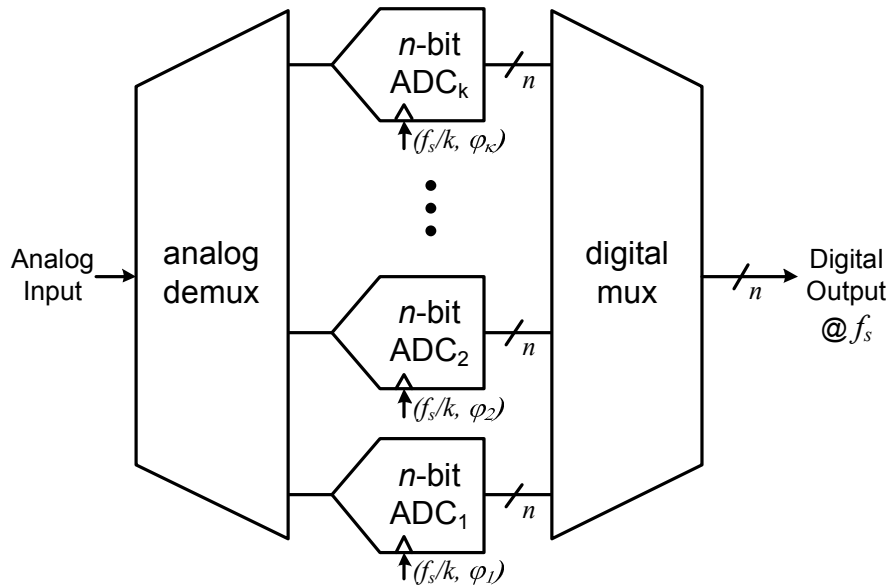 n-bit
ADCk
n
(fs/k, φκ)
Analog
Input
analog
demux
digital
mux
n
Digital
Output
@ fs
n-bit
ADC2
n
(fs/k, φ2)
n-bit
ADC1
n
(fs/k, φ1)